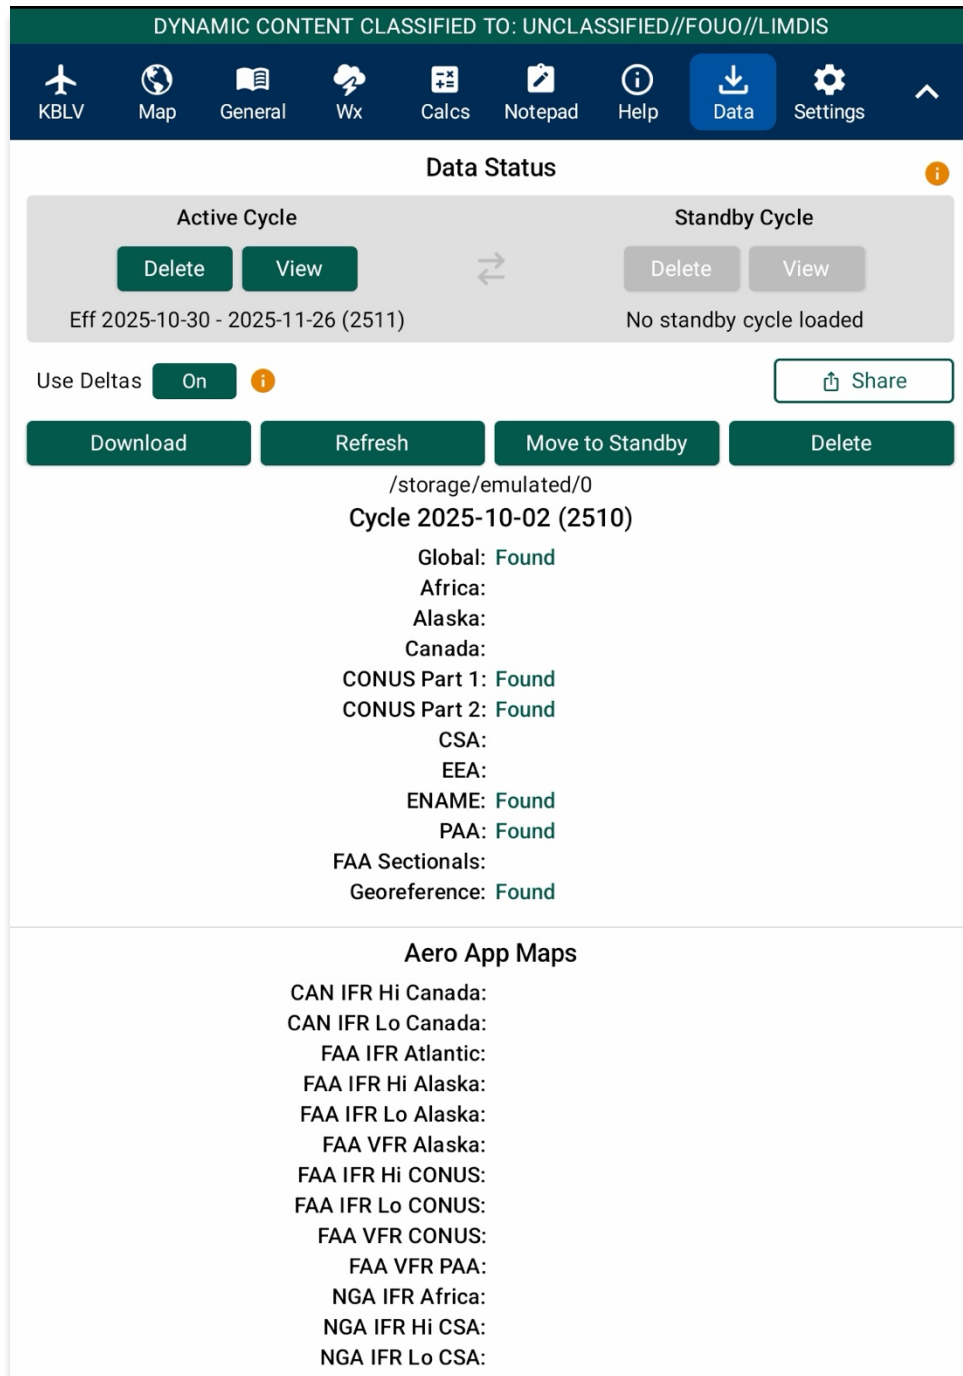 DYNAMIC CONTENT CLASSIFIED TO: UNCLASSIFIED//FOUO//LIMDIS
KBLV Map General Wx Calcs Notepad Help Data Settings
Data Status
Active Cycle Standby Cycle
Delete View Delete View
Eff 2025-10-30 - 2025-11-26 (2511) No standby cycle loaded
Use Deltas On Share
Download Refresh Move to Standby Delete
/storage/emulated/0
Cycle 2025-10-02 (2510)
Global: Found
Africa:
Alaska:
Canada:
CONUS Part 1: Found
CONUS Part 2: Found
CSA:
EEA:
ENAME: Found
PAA: Found
FAA Sectionals:
Georeference: Found
Aero App Maps
CAN IFR Hi Canada:
CAN IFR Lo Canada:
FAA IFR Atlantic:
FAA IFR Hi Alaska:
FAA IFR Lo Alaska:
FAA VFR Alaska:
FAA IFR Hi CONUS:
FAA IFR Lo CONUS:
FAA VFR CONUS:
FAA VFR PAA:
NGA IFR Africa:
NGA IFR Hi CSA:
NGA IFR Lo CSA: